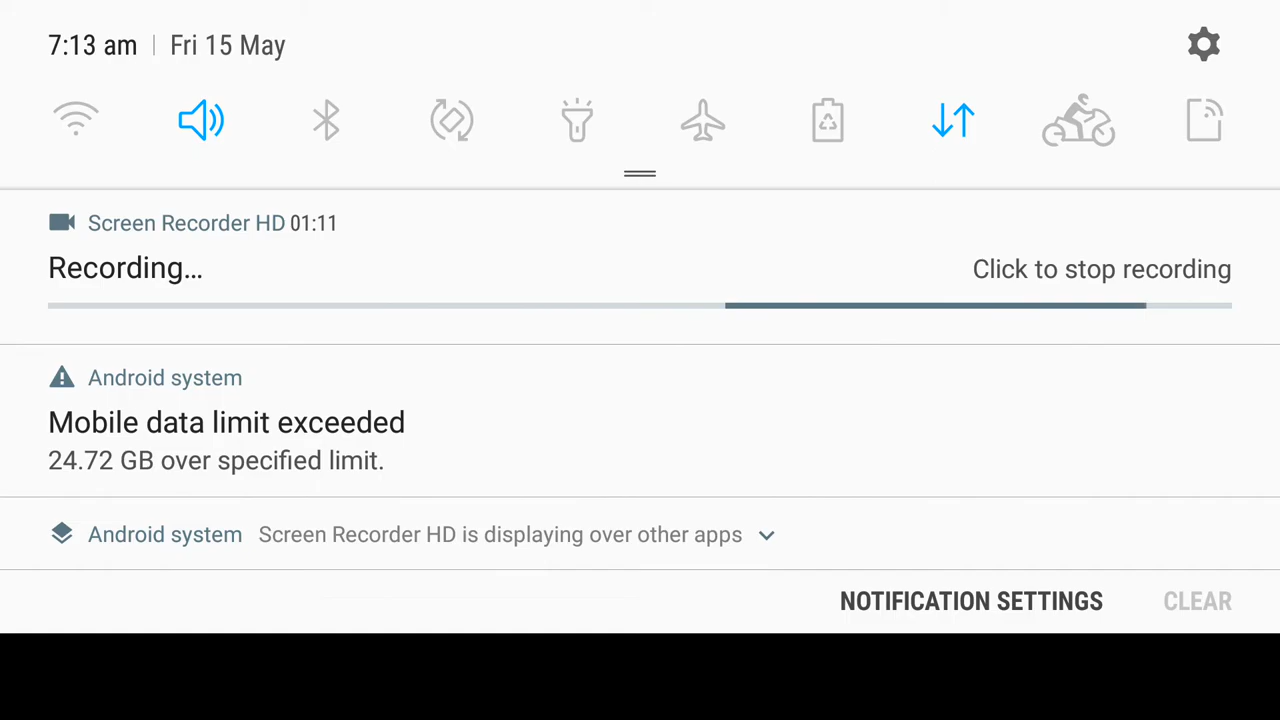 7:13 am | Fri 15 May
Screen Recorder HD 01:11
Recording...
Click to stop recording
Android system
Mobile data limit exceeded
24.72 GB over specified limit.
Android system Screen Recorder HD is displaying over other apps
NOTIFICATION SETTINGS CLEAR